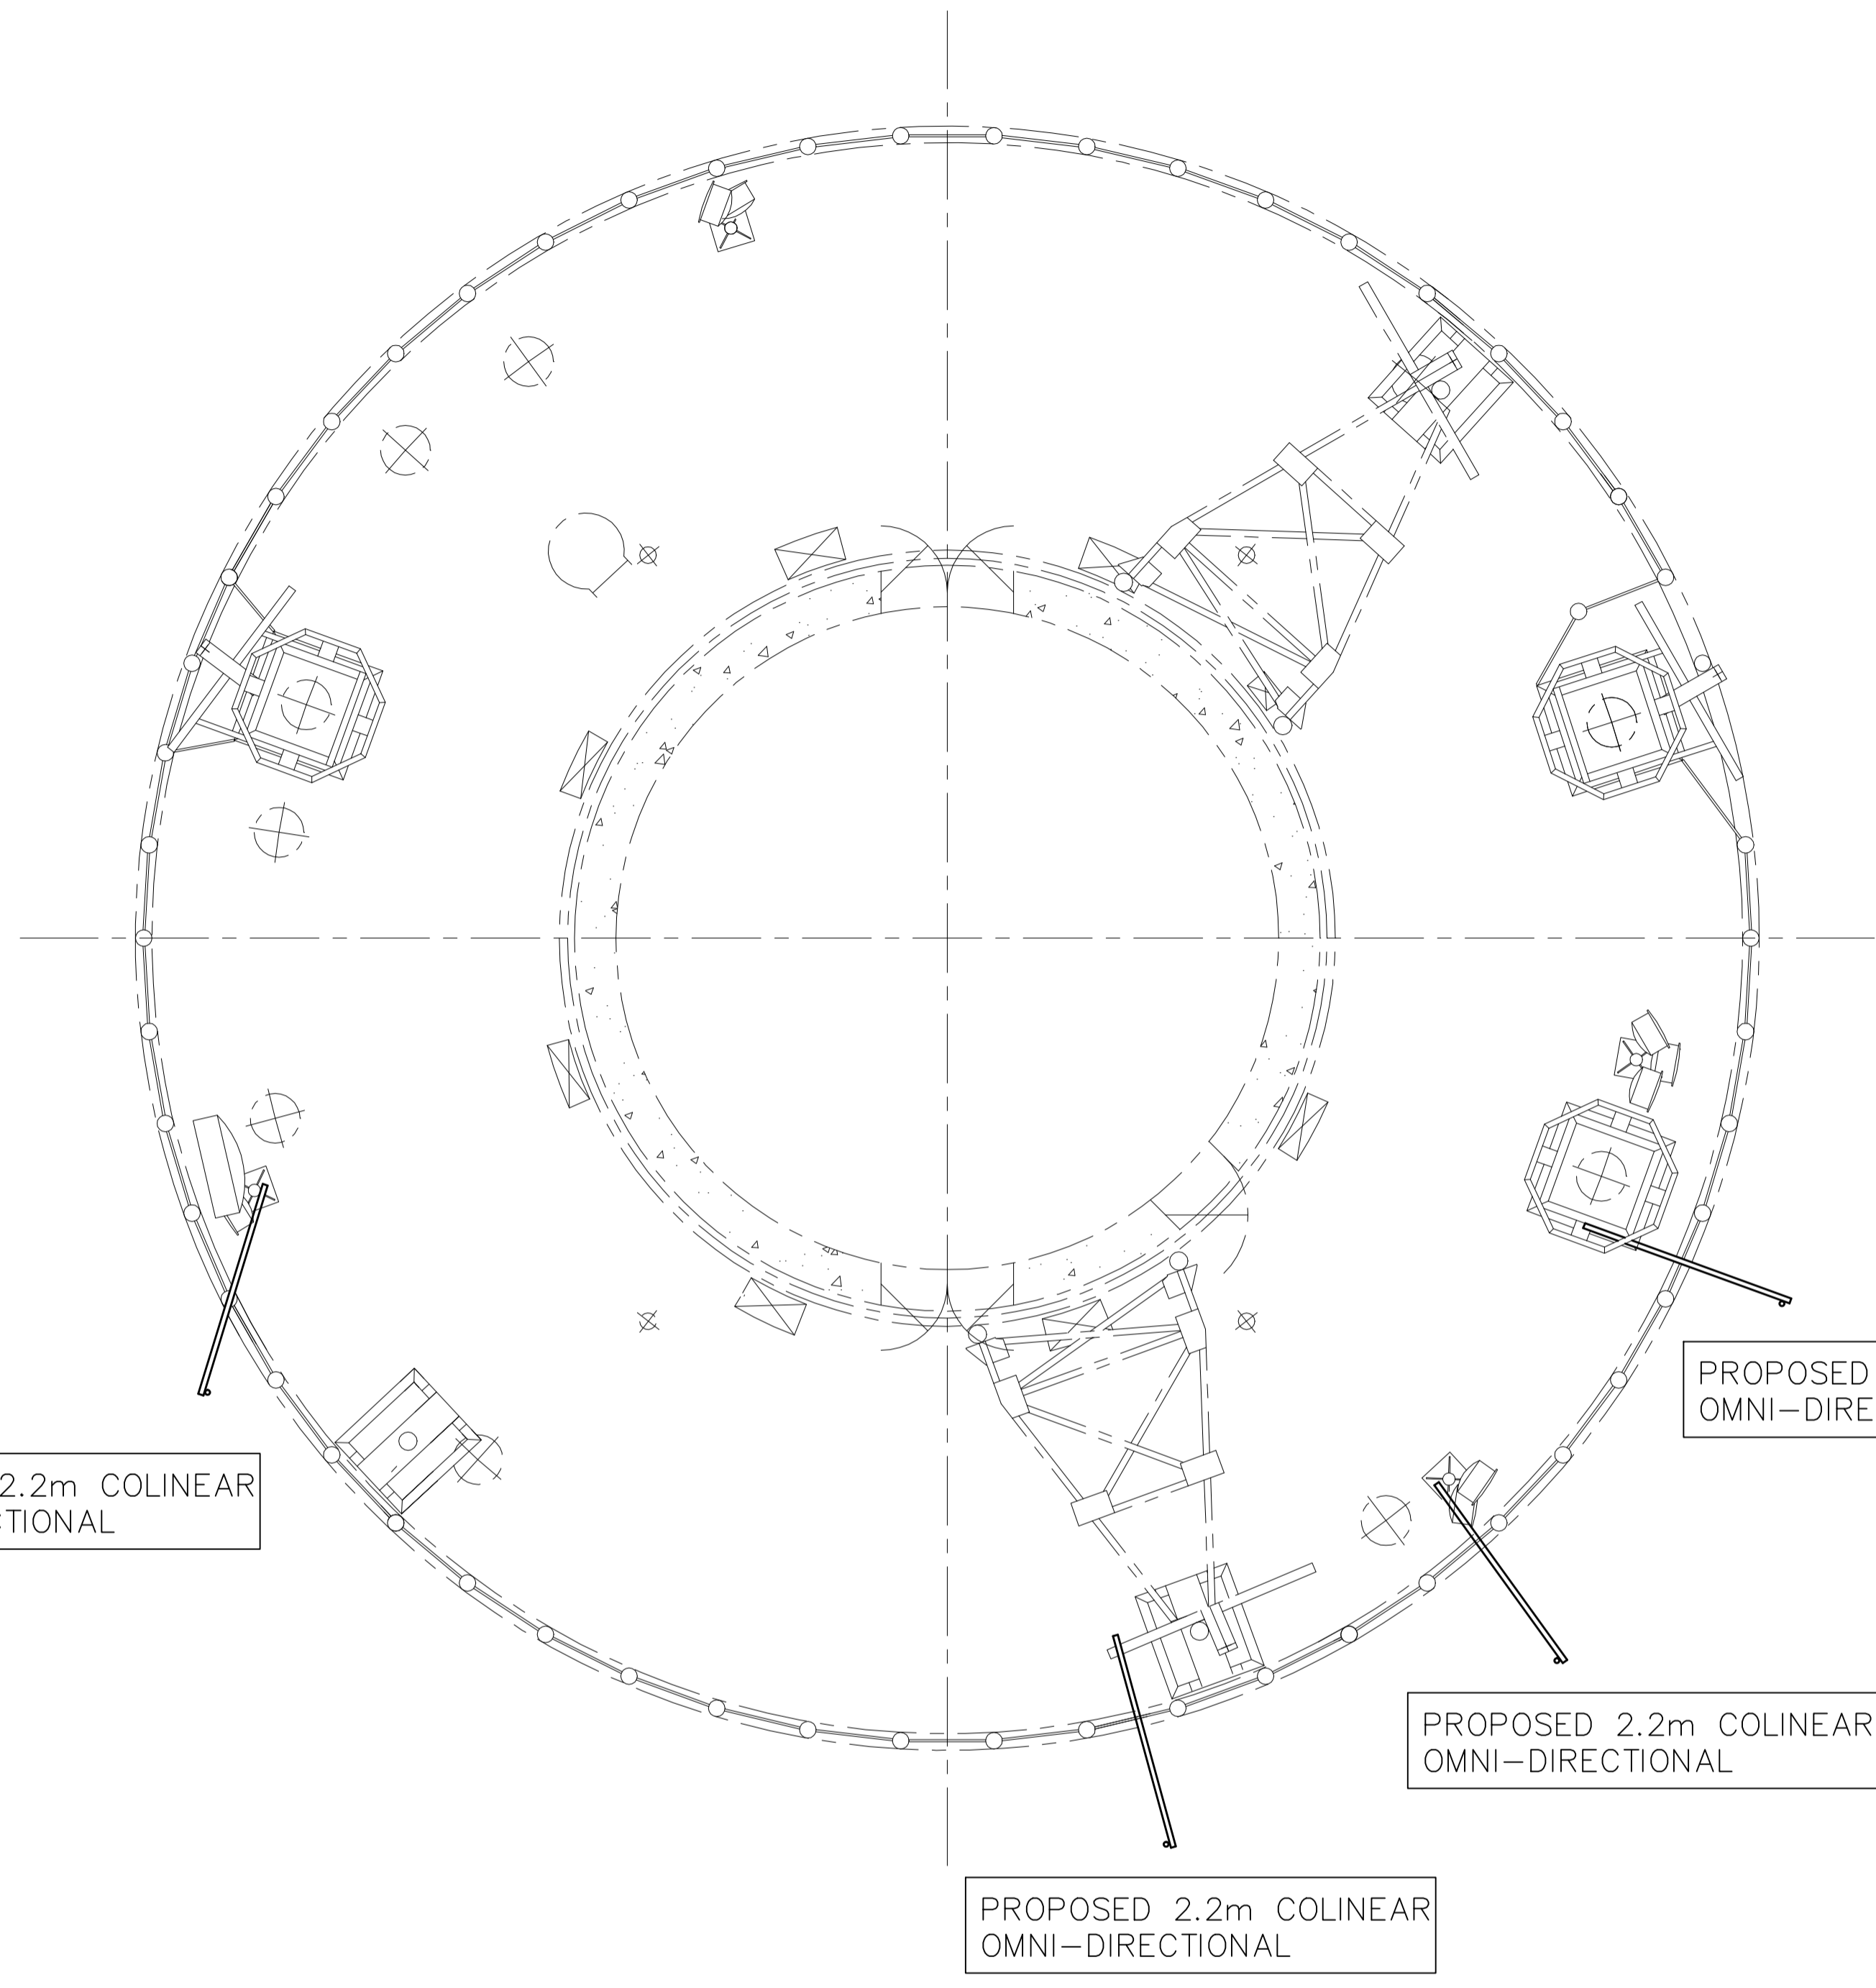 PROPOSED
OMNI-DIRE
2.2m COLINEAR
TIONAL
PROPOSED 2.2m COLINEAR
OMNI-DIRECTIONAL
PROPOSED 2.2m COLINEAR
OMNI-DIRECTIONAL